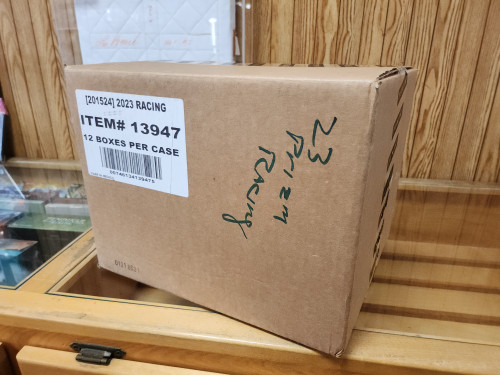 [201524] 2023 RACING
ITEM# 13947
12 BOXES PER CASE
23
Prizm
Racing